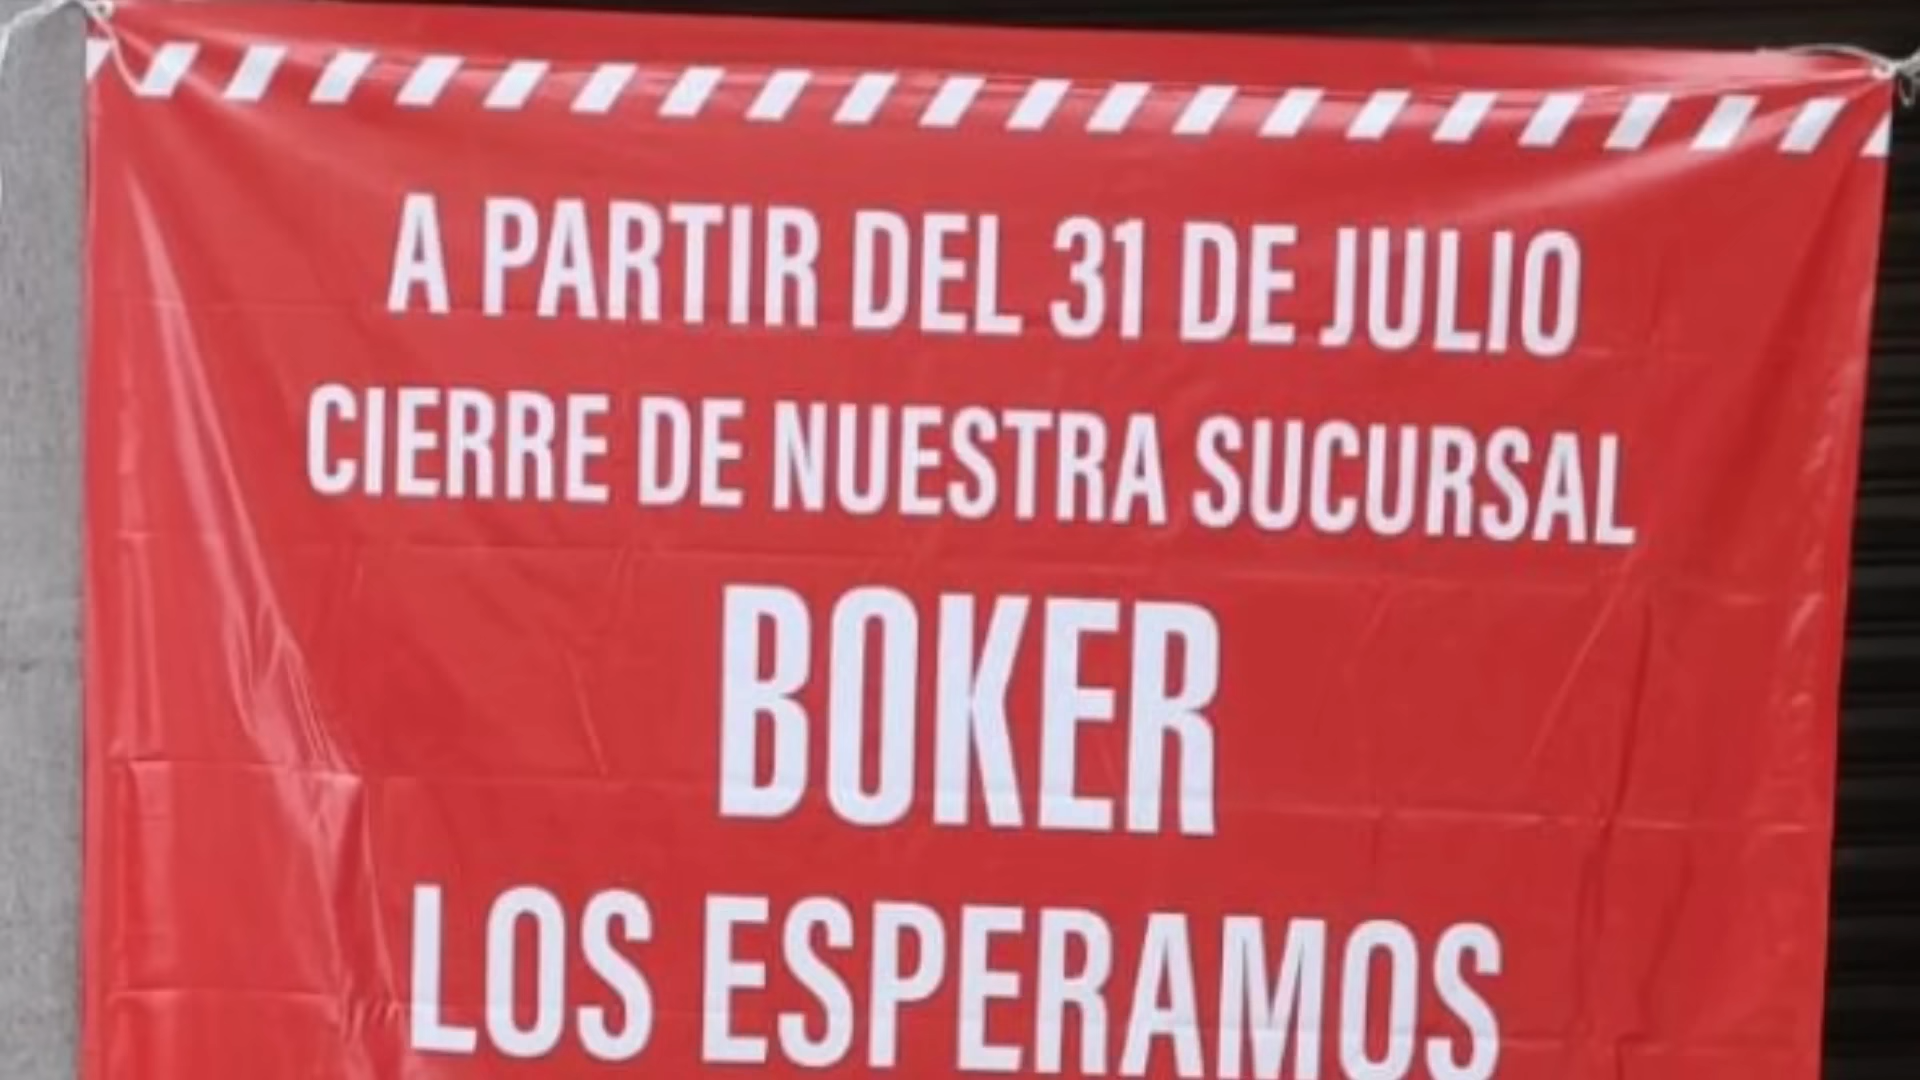 A PARTIR DEL 31 DE JULIO
CIERRE DE NUESTRA SUCURSAL
BOKER
LOS ESPERAMOS